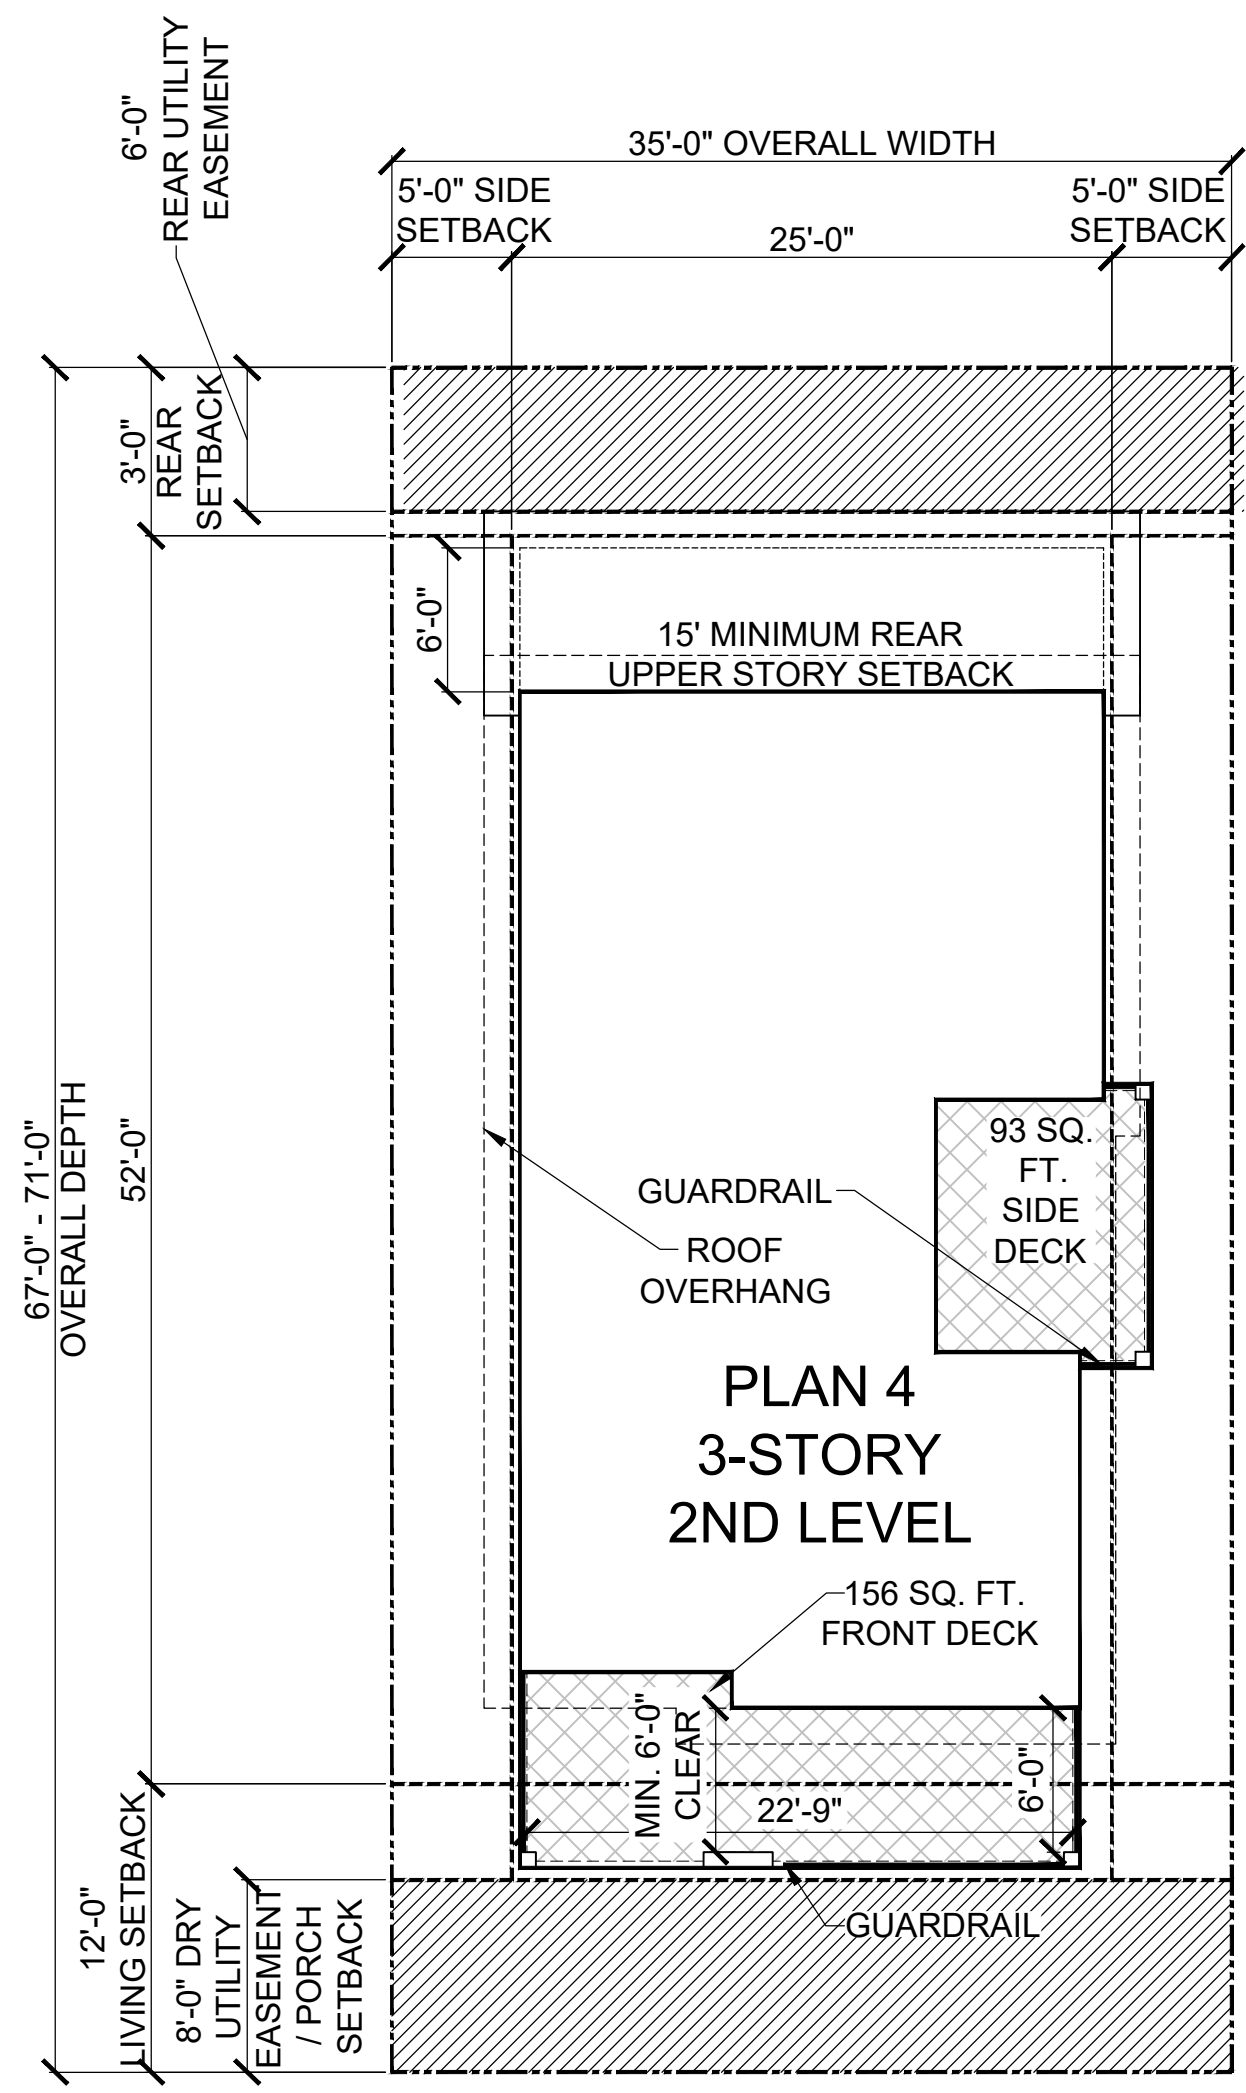 6'-0"
REAR UTILITY
EASEMENT
35'-0" OVERALL WIDTH
5'-0" SIDE
SETBACK
25'-0"
5'-0" SIDE
SETBACK
3'-0"
REAR
SETBACK
6'-0"
15' MINIMUM REAR
UPPER STORY SETBACK
67'-0" - 71'-0"
OVERALL DEPTH
52'-0"
93 SQ.
FT.
SIDE
DECK
GUARDRAIL
ROOF
OVERHANG
PLAN 4
3-STORY
2ND LEVEL
156 SQ. FT.
FRONT DECK
MIN. 6'-0"
CLEAR
22'-9"
6'-0"
12'-0"
LIVING SETBACK
8'-0" DRY
UTILITY
EASEMENT
/ PORCH
SETBACK
GUARDRAIL